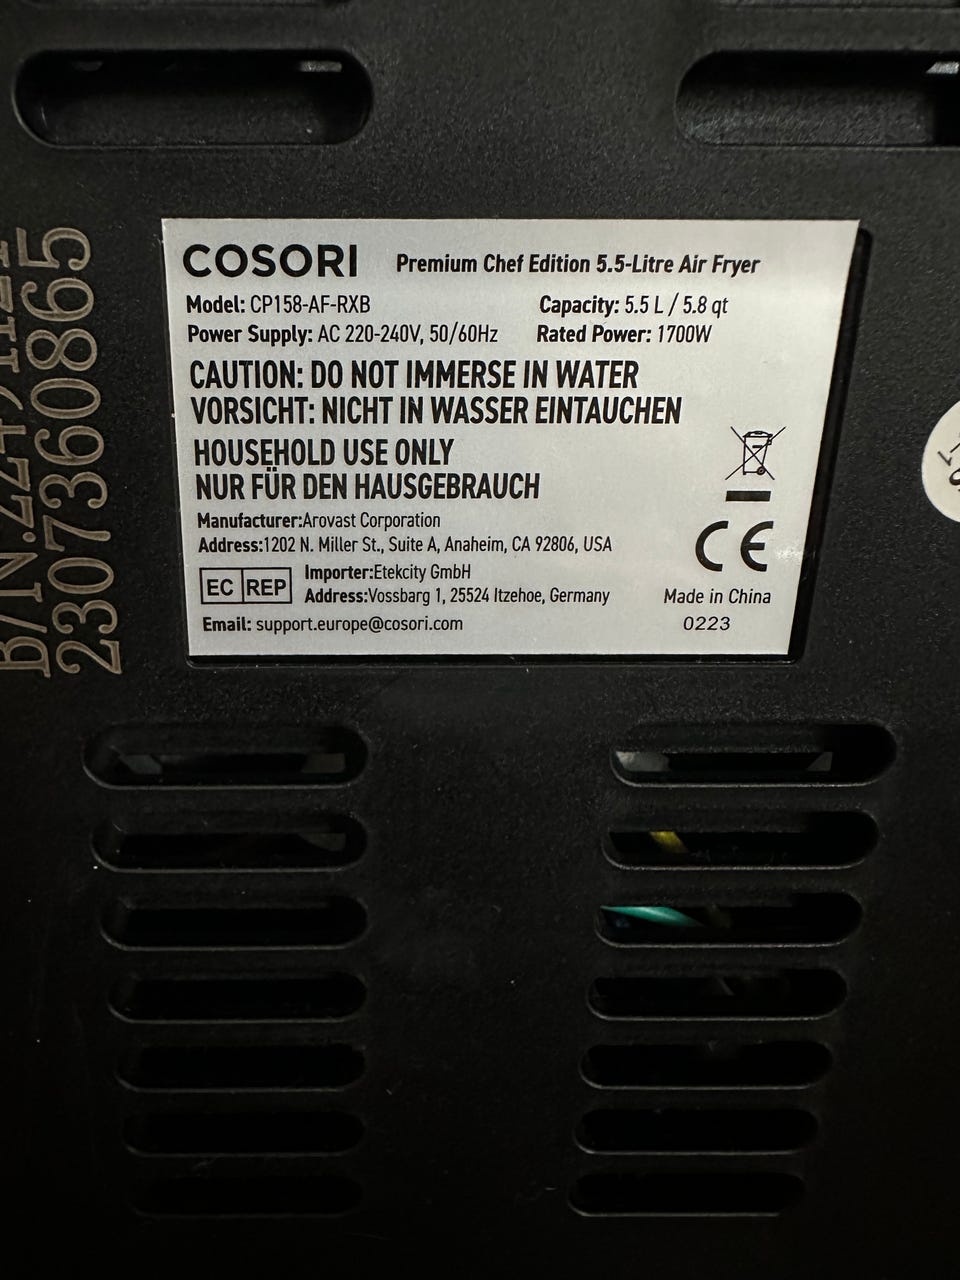 COSORI Premium Chef Edition 5.5-Litre Air Fryer
Model: CP158-AF-RXB Capacity: 5.5 L / 5.8 qt
Power Supply: AC 220-240V, 50/60Hz Rated Power: 1700W
CAUTION: DO NOT IMMERSE IN WATER
VORSICHT: NICHT IN WASSER EINTAUCHEN
HOUSEHOLD USE ONLY
NUR FÜR DEN HAUSGEBRAUCH
Manufacturer:Arovast Corporation
Address:1202 N. Miller St., Suite A, Anaheim, CA 92806, USA
EC REP
Importer:Etekcity GmbH
Address:Vossbarg 1, 25524 Itzehoe, Germany
Email: support.europe@cosori.com
CE
Made in China
0223
2307360865